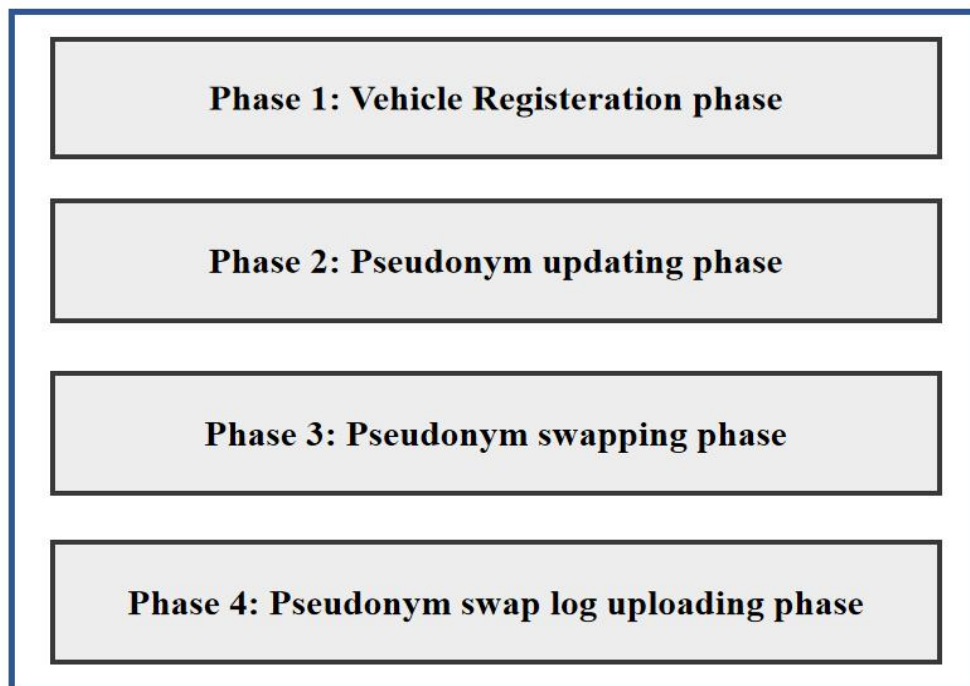 Phase 1: Vehicle Registeration phase
Phase 2: Pseudonym updating phase
Phase 3: Pseudonym swapping phase
Phase 4: Pseudonym swap log uploading phase